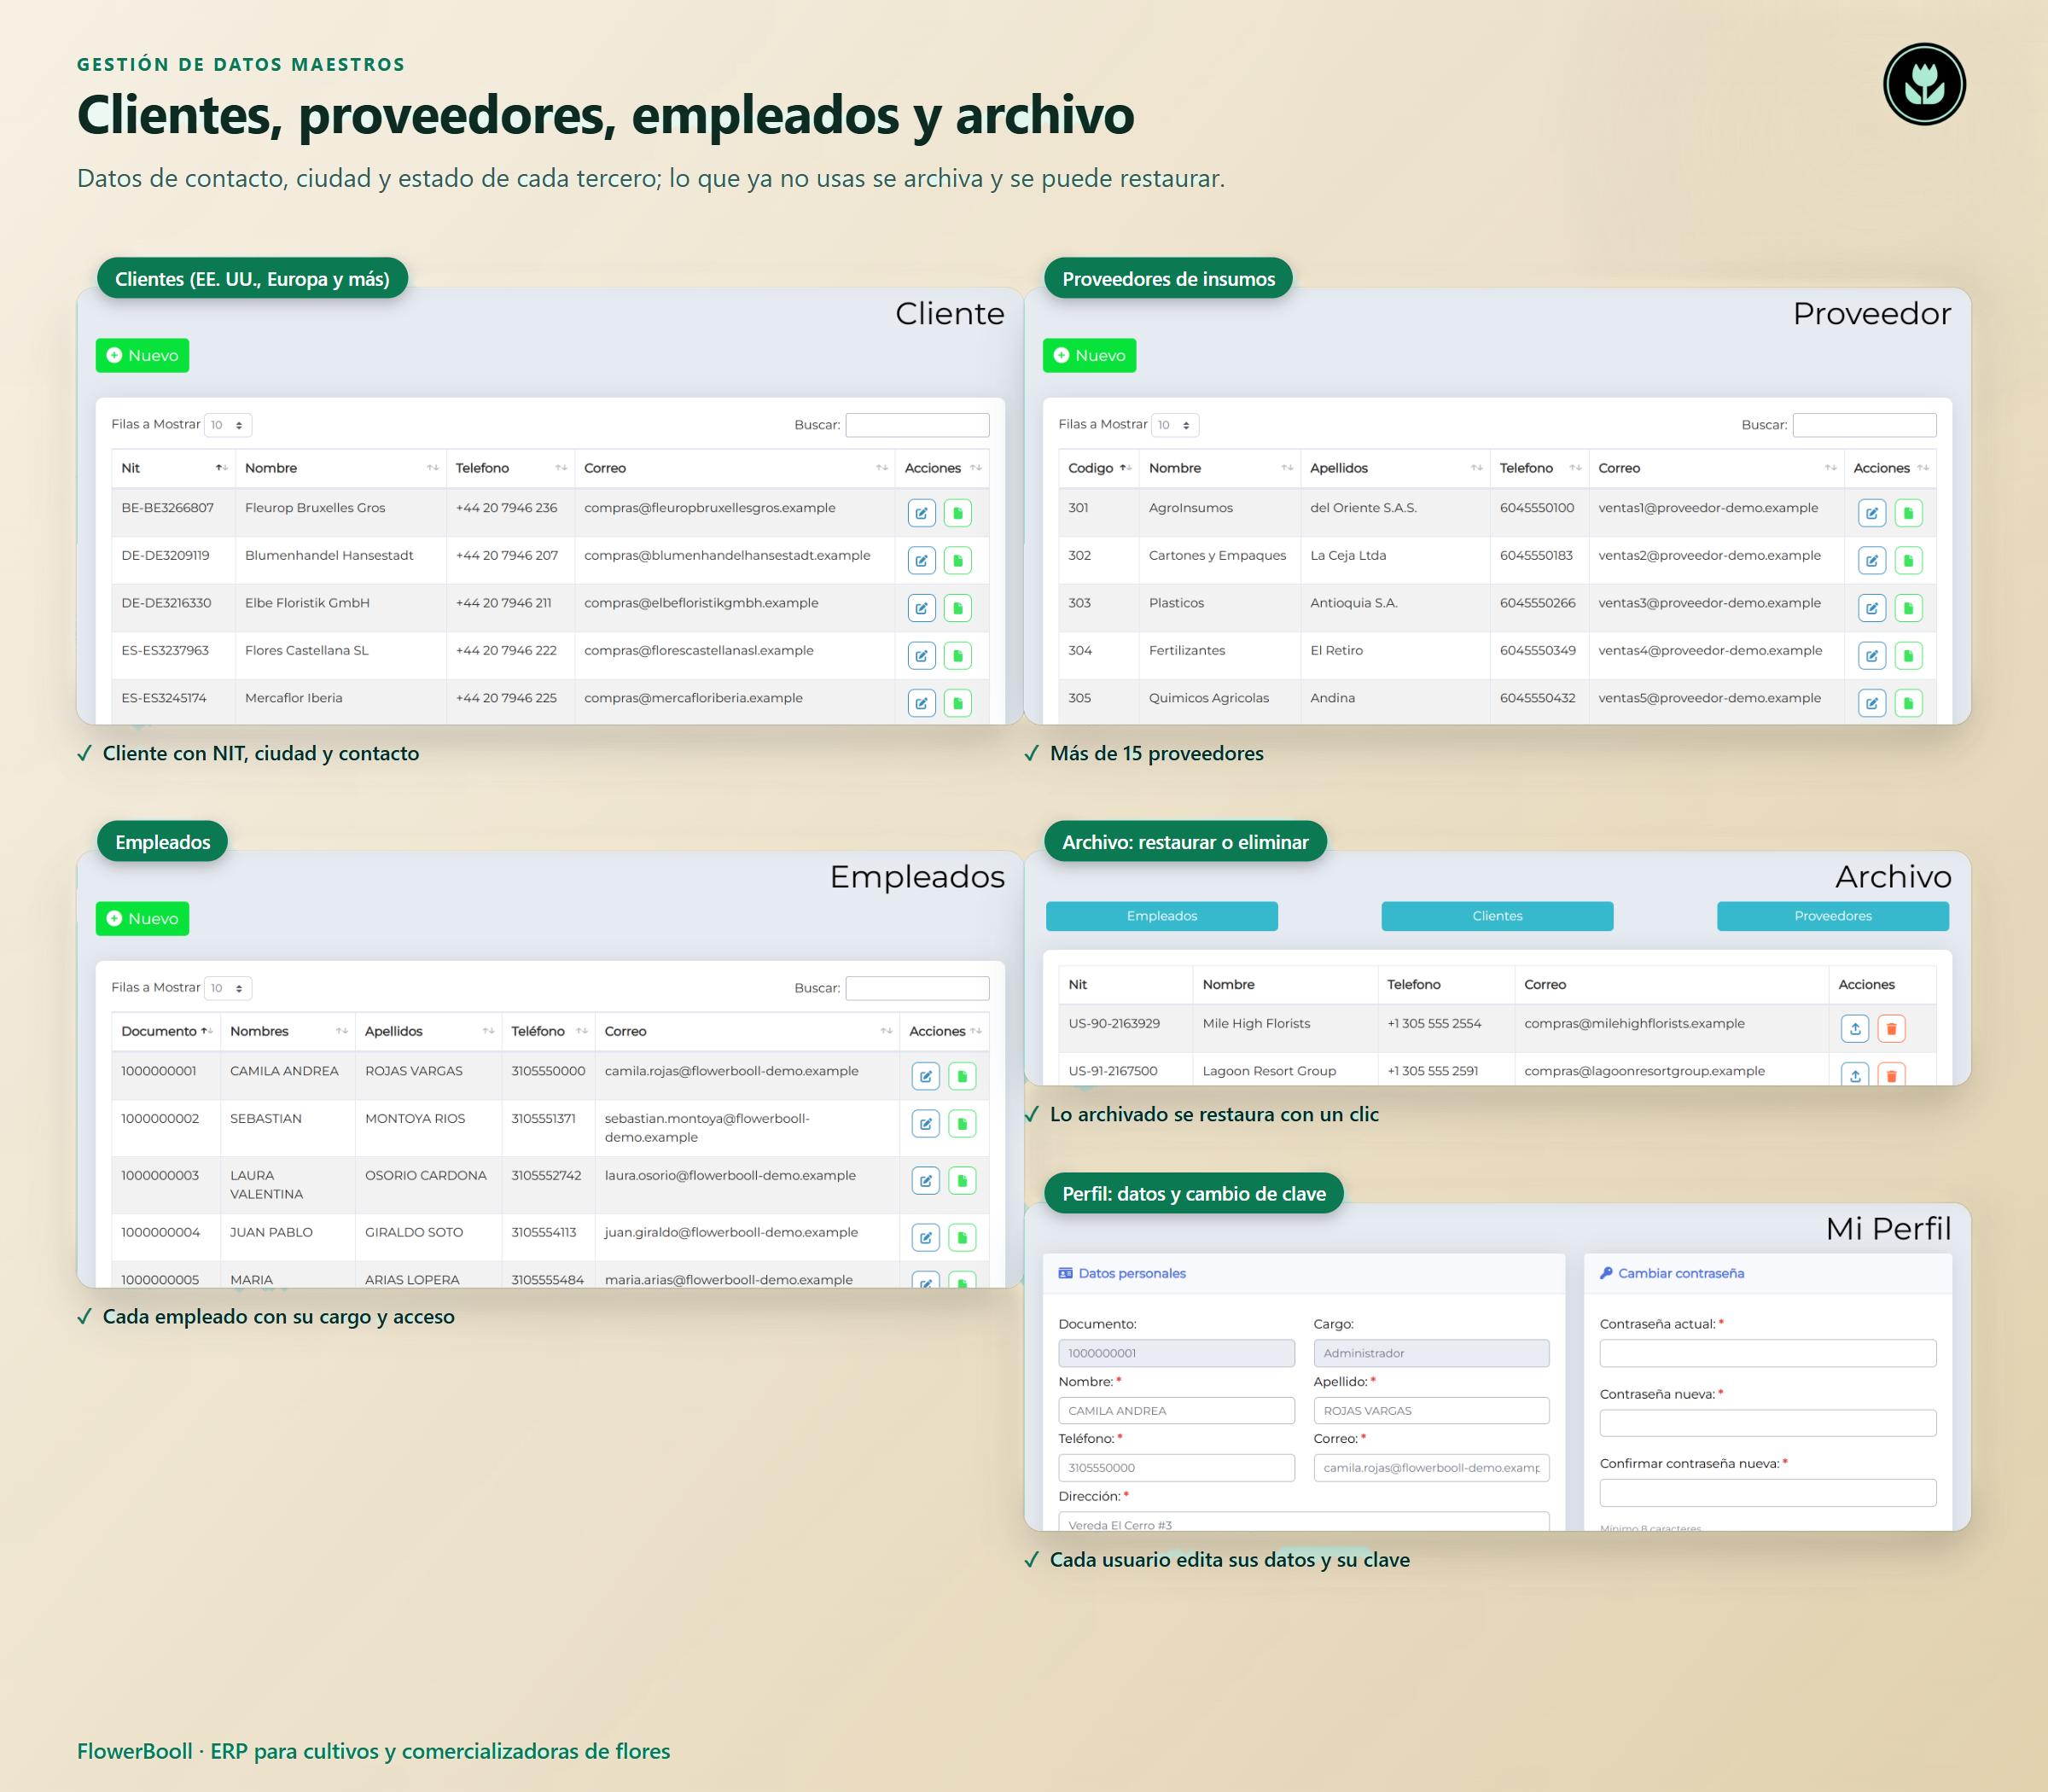 GESTIÓN DE DATOS MAESTROS
Clientes, proveedores, empleados y archivo
Datos de contacto, ciudad y estado de cada tercero; lo que ya no usas se archiva y se puede restaurar.
Clientes (EE. UU., Europa y más)
Cliente
Nuevo
Filas a Mostrar 10 Buscar:
Nit Nombre Telefono Correo Acciones
BE-BE3266807 Fleurop Bruxelles Gros +44 20 7946 236 compras@fleuropbruxellesgros.example
DE-DE3209119 Blumenhandel Hansestadt +44 20 7946 207 compras@blumenhandelhansestadt.example
DE-DE3216330 Elbe Floristik GmbH +44 20 7946 211 compras@elbefloristikgmbh.example
ES-ES3237963 Flores Castellana SL +44 20 7946 222 compras@florescastellanasl.example
ES-ES3245174 Mercaflor Iberia +44 20 7946 225 compras@mercafloriberia.example
✓ Cliente con NIT, ciudad y contacto
Proveedores de insumos
Proveedor
Nuevo
Filas a Mostrar 10 Buscar:
Codigo Nombre Apellidos Telefono Correo Acciones
301 AgroInsumos del Oriente S.A.S. 6045550100 ventas1@proveedor-demo.example
302 Cartones y Empaques La Ceja Ltda 6045550183 ventas2@proveedor-demo.example
303 Plasticos Antioquia S.A. 6045550266 ventas3@proveedor-demo.example
304 Fertilizantes El Retiro 6045550349 ventas4@proveedor-demo.example
305 Quimicos Agricolas Andina 6045550432 ventas5@proveedor-demo.example
✓ Más de 15 proveedores
Empleados
Empleados
Nuevo
Filas a Mostrar 10 Buscar:
Documento Nombres Apellidos Teléfono Correo Acciones
1000000001 CAMILA ANDREA ROJAS VARGAS 3105550000 camila.rojas@flowerbooll-demo.example
1000000002 SEBASTIAN MONTOYA RIOS 3105551371 sebastian.montoya@flowerbooll-
demo.example
1000000003 LAURA OSORIO CARDONA 3105552742 laura.osorio@flowerbooll-demo.example
VALENTINA
1000000004 JUAN PABLO GIRALDO SOTO 3105554113 juan.giraldo@flowerbooll-demo.example
1000000005 MARIA ARIAS LOPERA 3105555484 maria.arias@flowerbooll-demo.example
✓ Cada empleado con su cargo y acceso
Archivo: restaurar o eliminar
Archivo
Empleados Clientes Proveedores
Nit Nombre Telefono Correo Acciones
US-90-2163929 Mile High Florists +1 305 555 2554 compras@milehighflorists.example
US-91-2167500 Lagoon Resort Group +1 305 555 2591 compras@lagoonresortgroup.example
✓ Lo archivado se restaura con un clic
Perfil: datos y cambio de clave
Mi Perfil
Datos personales
Documento: Cargo:
1000000001 Administrador
Nombre: * Apellido: *
CAMILA ANDREA ROJAS VARGAS
Teléfono: * Correo: *
3105550000 camila.rojas@flowerbooll-demo.examp
Dirección: *
Vereda El Cerro #3
Cambiar contraseña
Contraseña actual: *
Contraseña nueva: *
Confirmar contraseña nueva: *
Mínimo 8 caracteres
✓ Cada usuario edita sus datos y su clave
FlowerBooll · ERP para cultivos y comercializadoras de flores